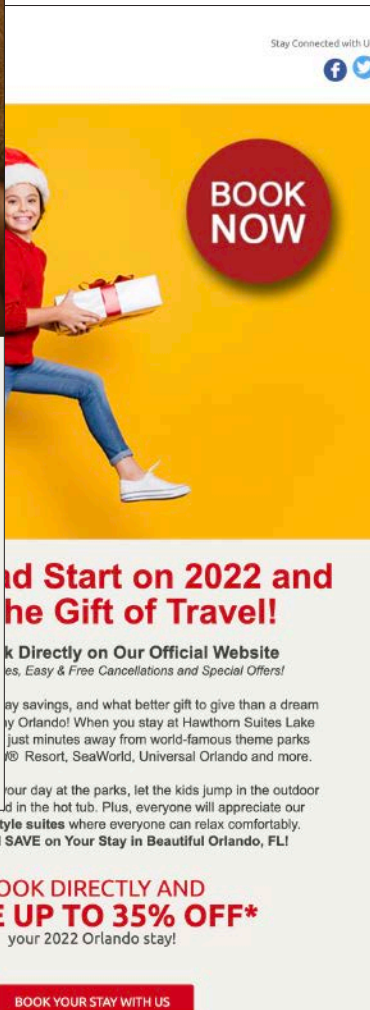 Stay Connected with U
BOOK
NOW
d Start on 2022 and
he Gift of Travel!
k Directly on Our Official Website
es, Easy & Free Cancellations and Special Offers!
ay savings, and what better gift to give than a dream
y Orlando! When you stay at Hawthorn Suites Lake
just minutes away from world-famous theme parks
® Resort, SeaWorld, Universal Orlando and more.
your day at the parks, let the kids jump in the outdoor
d in the hot tub. Plus, everyone will appreciate our
tyle suites where everyone can relax comfortably.
SAVE on Your Stay in Beautiful Orlando, FL!
OOK DIRECTLY AND
E UP TO 35% OFF*
your 2022 Orlando stay!
BOOK YOUR STAY WITH US